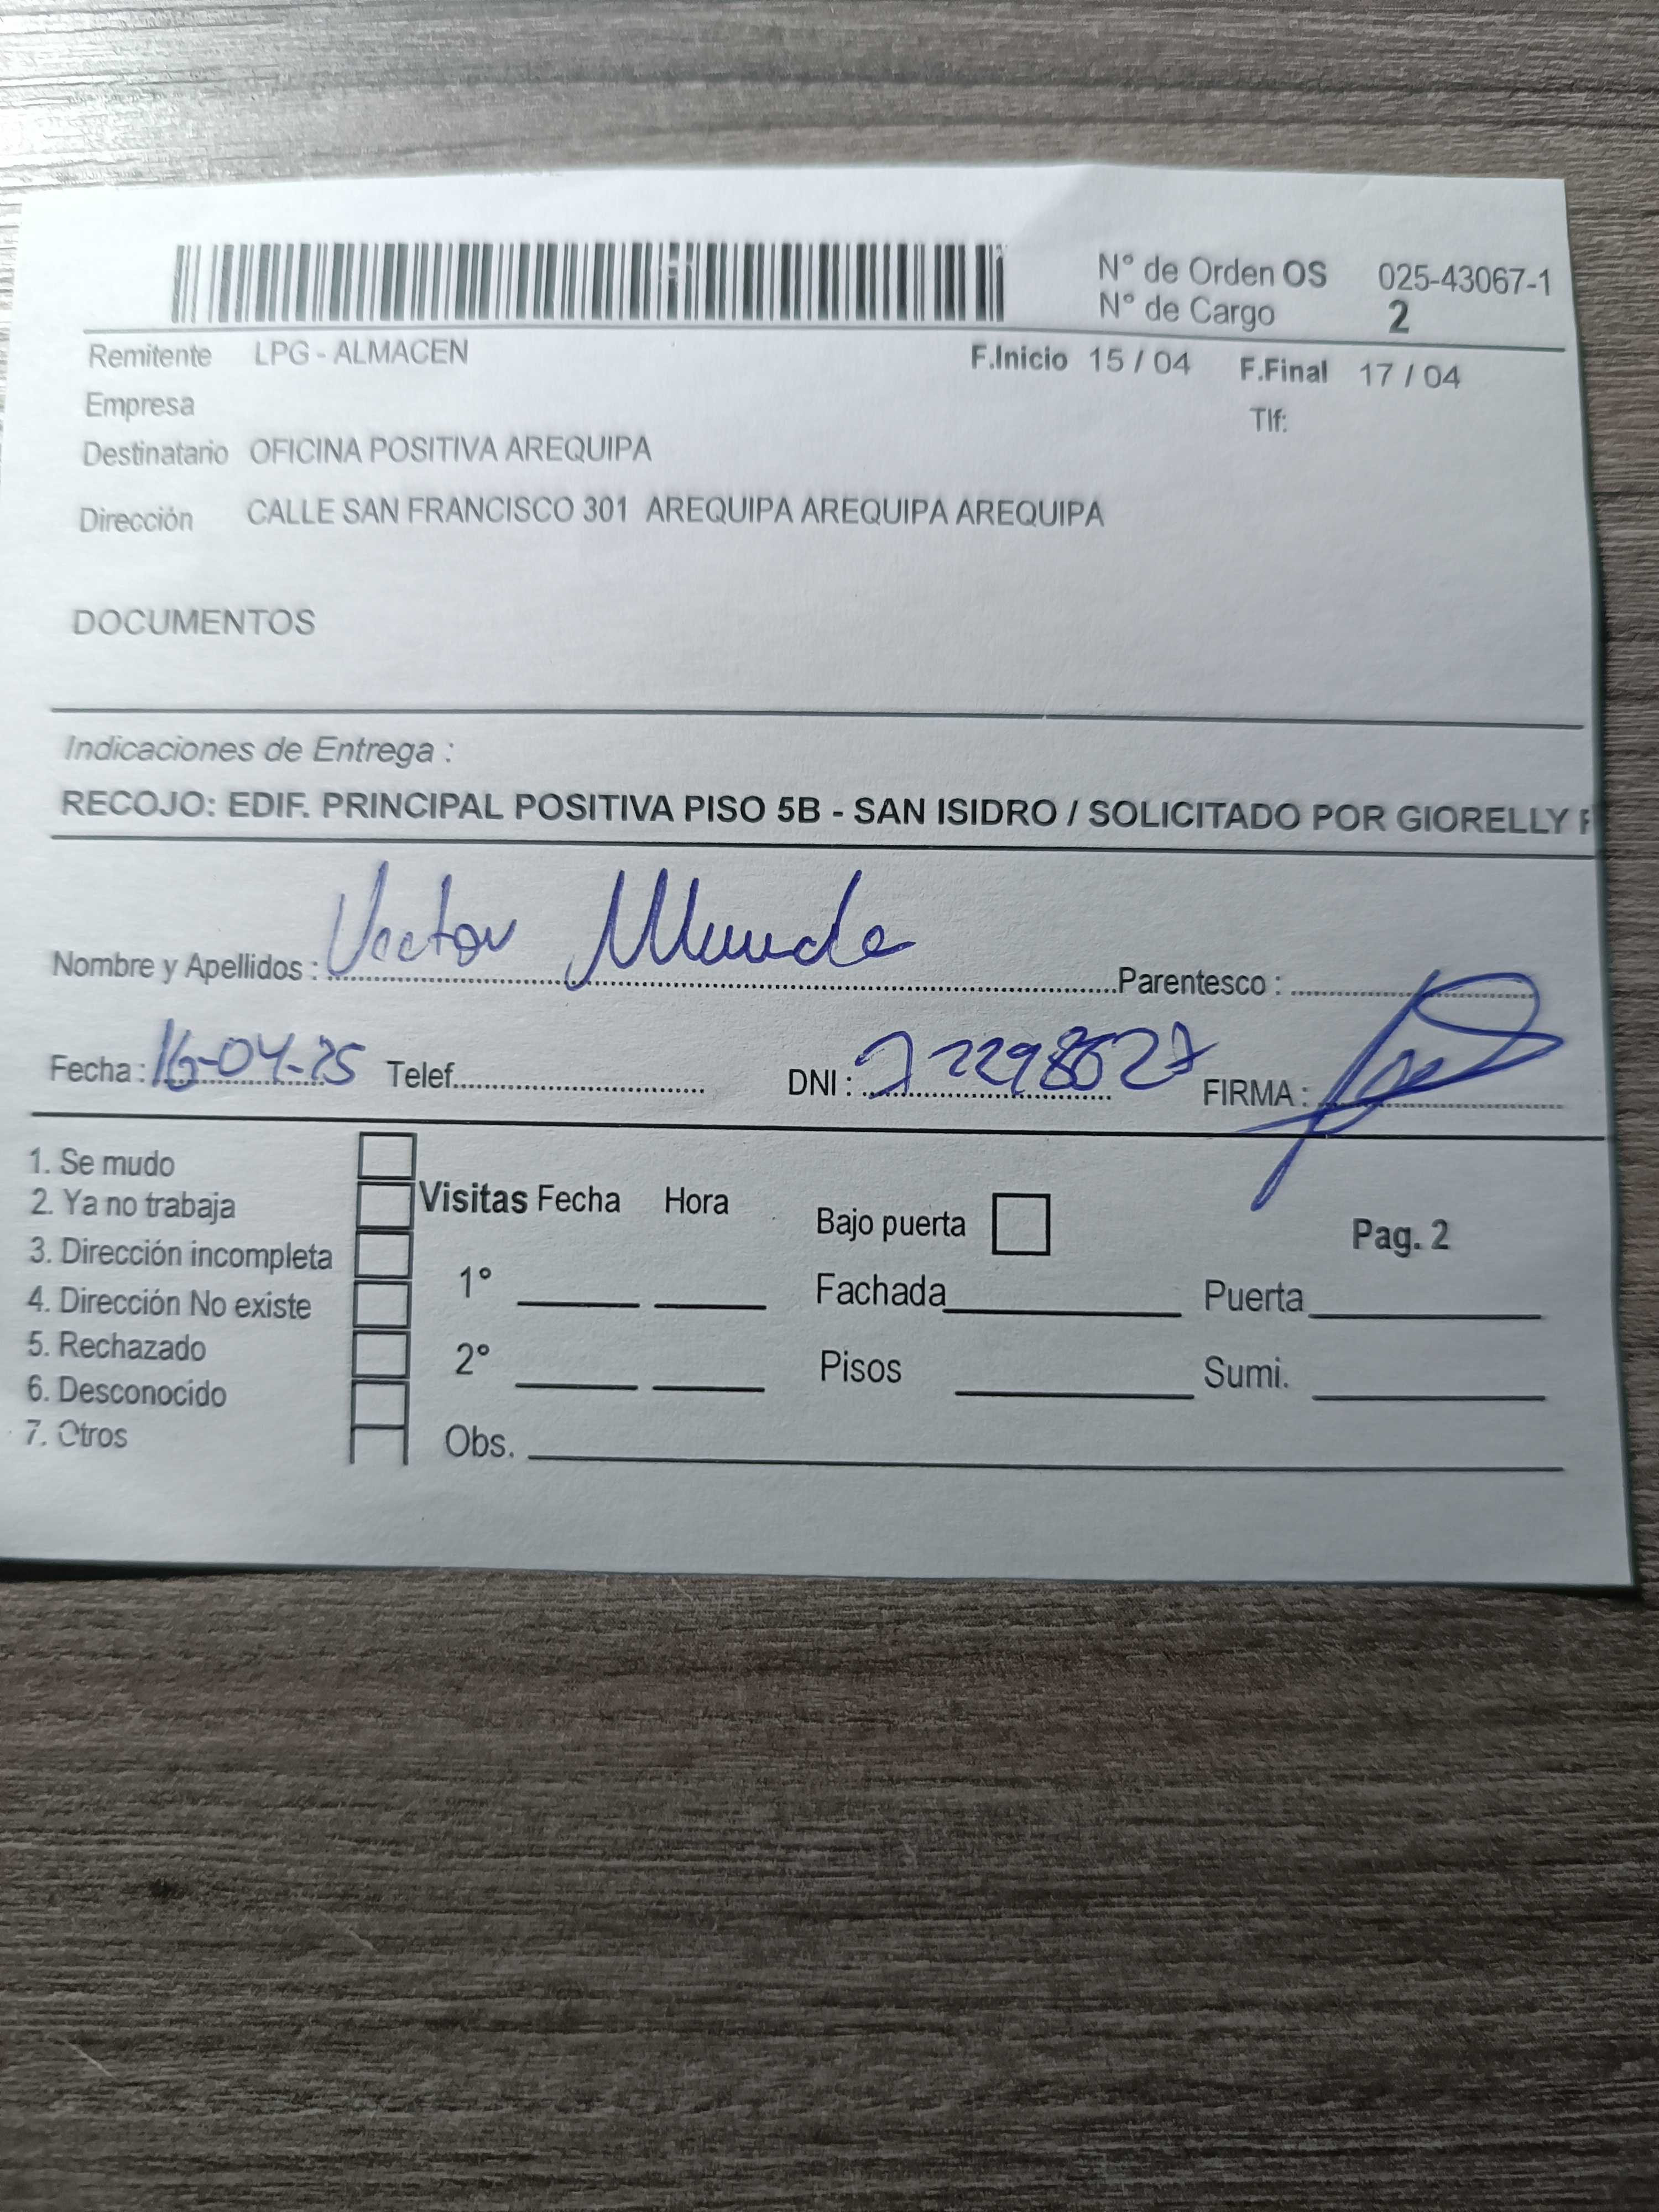 N° de Orden OS 025-43067-1
N° de Cargo 2
Remitente LPG - ALMACEN F.Inicio 15 / 04 F.Final 17 / 04
Empresa Tlf:
Destinatario OFICINA POSITIVA AREQUIPA
Dirección CALLE SAN FRANCISCO 301 AREQUIPA AREQUIPA AREQUIPA
DOCUMENTOS
Indicaciones de Entrega :
RECOJO: EDIF. PRINCIPAL POSITIVA PISO 5B - SAN ISIDRO / SOLICITADO POR GIORELLY
Nombre y Apellidos : Victor Parentesco :
Fecha : 16-04-25 Telef. DNI : FIRMA :
1. Se mudo
2. Ya no trabaja
3. Dirección incompleta
4. Dirección No existe
5. Rechazado
6. Desconocido
7. Otros
Visitas Fecha Hora
1°
2°
Obs.
Bajo puerta Pag. 2
Fachada Puerta
Pisos Sumi.